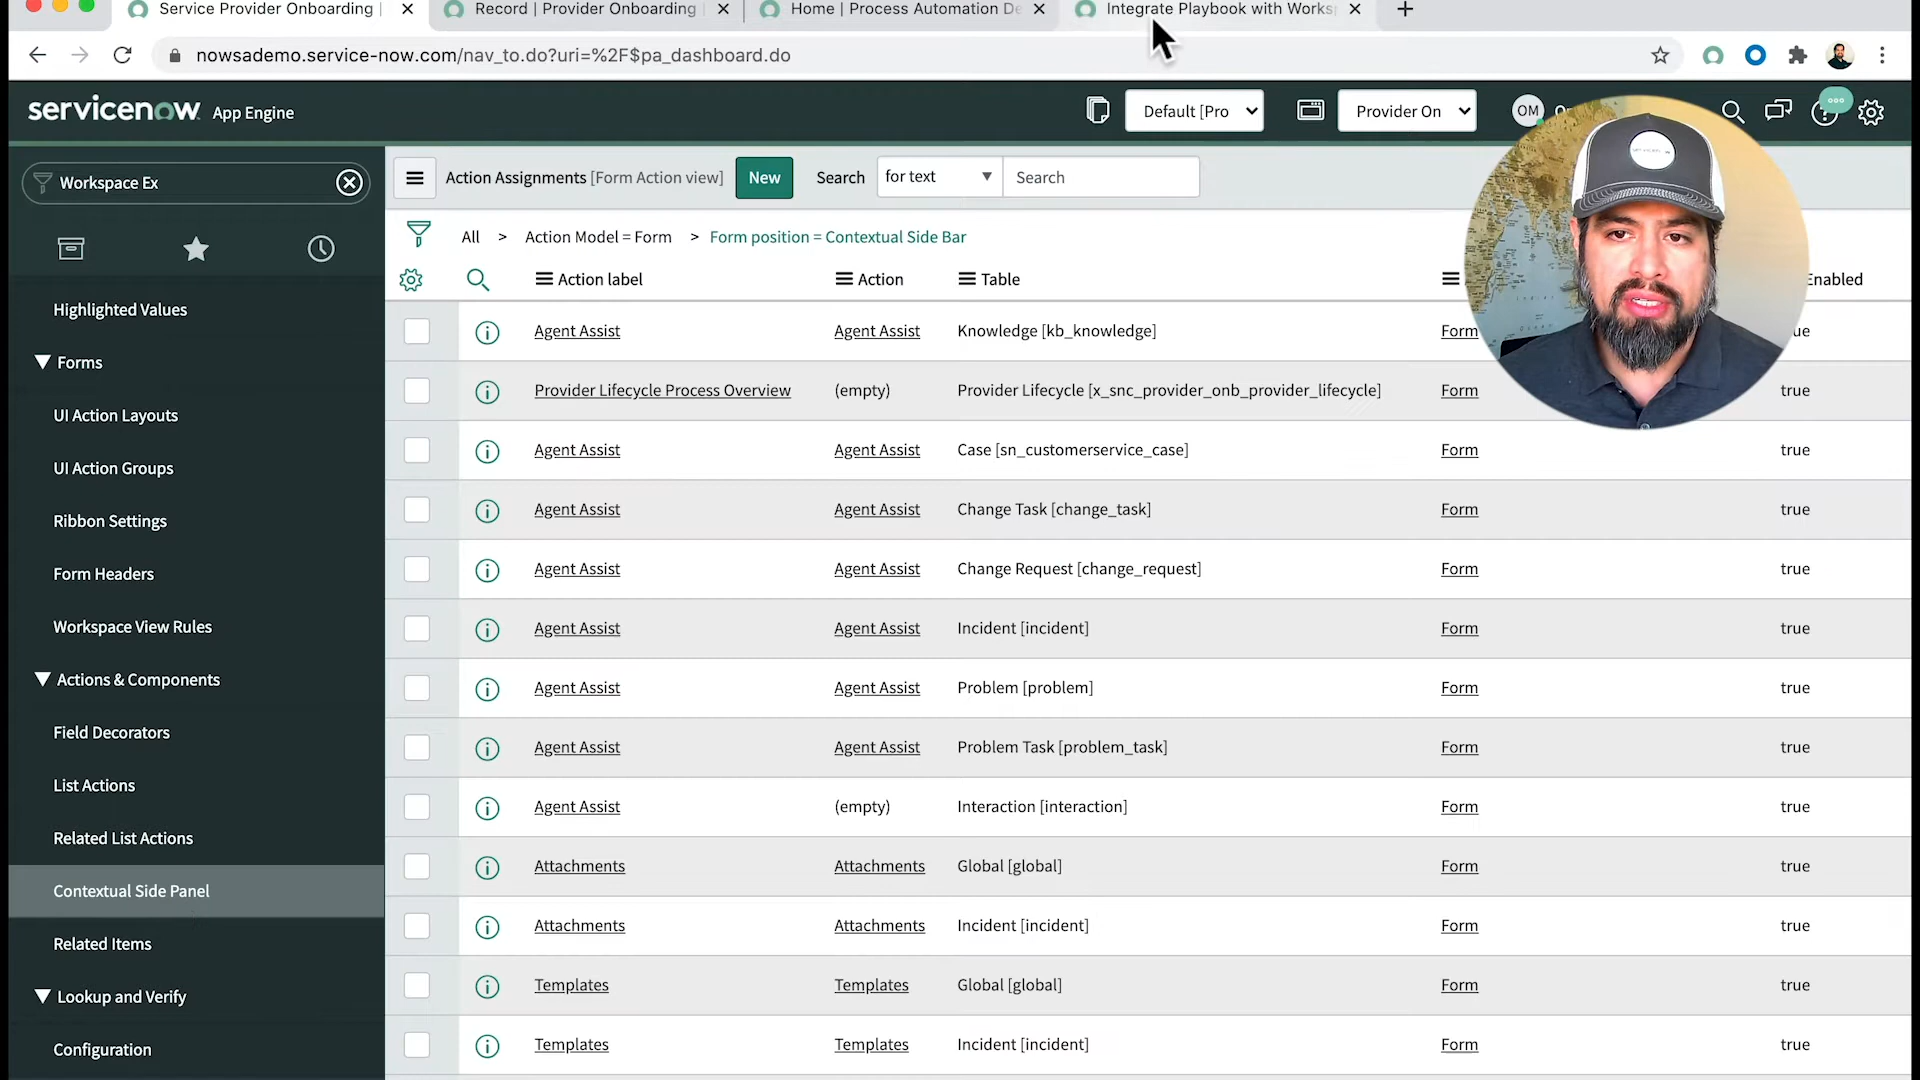 Service Provider Onboarding |
Record | Provider Onboarding
Home | Process Automation De
Integrate Playbook with Works
nowsademo.service-now.com/nav_to.do?uri=%2F$pa_dashboard.do
servicenow. App Engine
Default [Pro
Provider On
OM
Workspace Ex
Action Assignments [Form Action view]
New
Search
for text
Search
All > Action Model = Form > Form position = Contextual Side Bar
Action label
Action
Table
Enabled
Agent Assist Agent Assist Knowledge [kb_knowledge] Form
Provider Lifecycle Process Overview (empty) Provider Lifecycle [x_snc_provider_onb_provider_lifecycle] Form true
Agent Assist Agent Assist Case [sn_customerservice_case] Form true
Agent Assist Agent Assist Change Task [change_task] Form true
Agent Assist Agent Assist Change Request [change_request] Form true
Agent Assist Agent Assist Incident [incident] Form true
Agent Assist Agent Assist Problem [problem] Form true
Agent Assist Agent Assist Problem Task [problem_task] Form true
Agent Assist (empty) Interaction [interaction] Form true
Attachments Attachments Global [global] Form true
Attachments Attachments Incident [incident] Form true
Templates Templates Global [global] Form true
Templates Templates Incident [incident] Form true
Highlighted Values
Forms
UI Action Layouts
UI Action Groups
Ribbon Settings
Form Headers
Workspace View Rules
Actions & Components
Field Decorators
List Actions
Related List Actions
Contextual Side Panel
Related Items
Lookup and Verify
Configuration